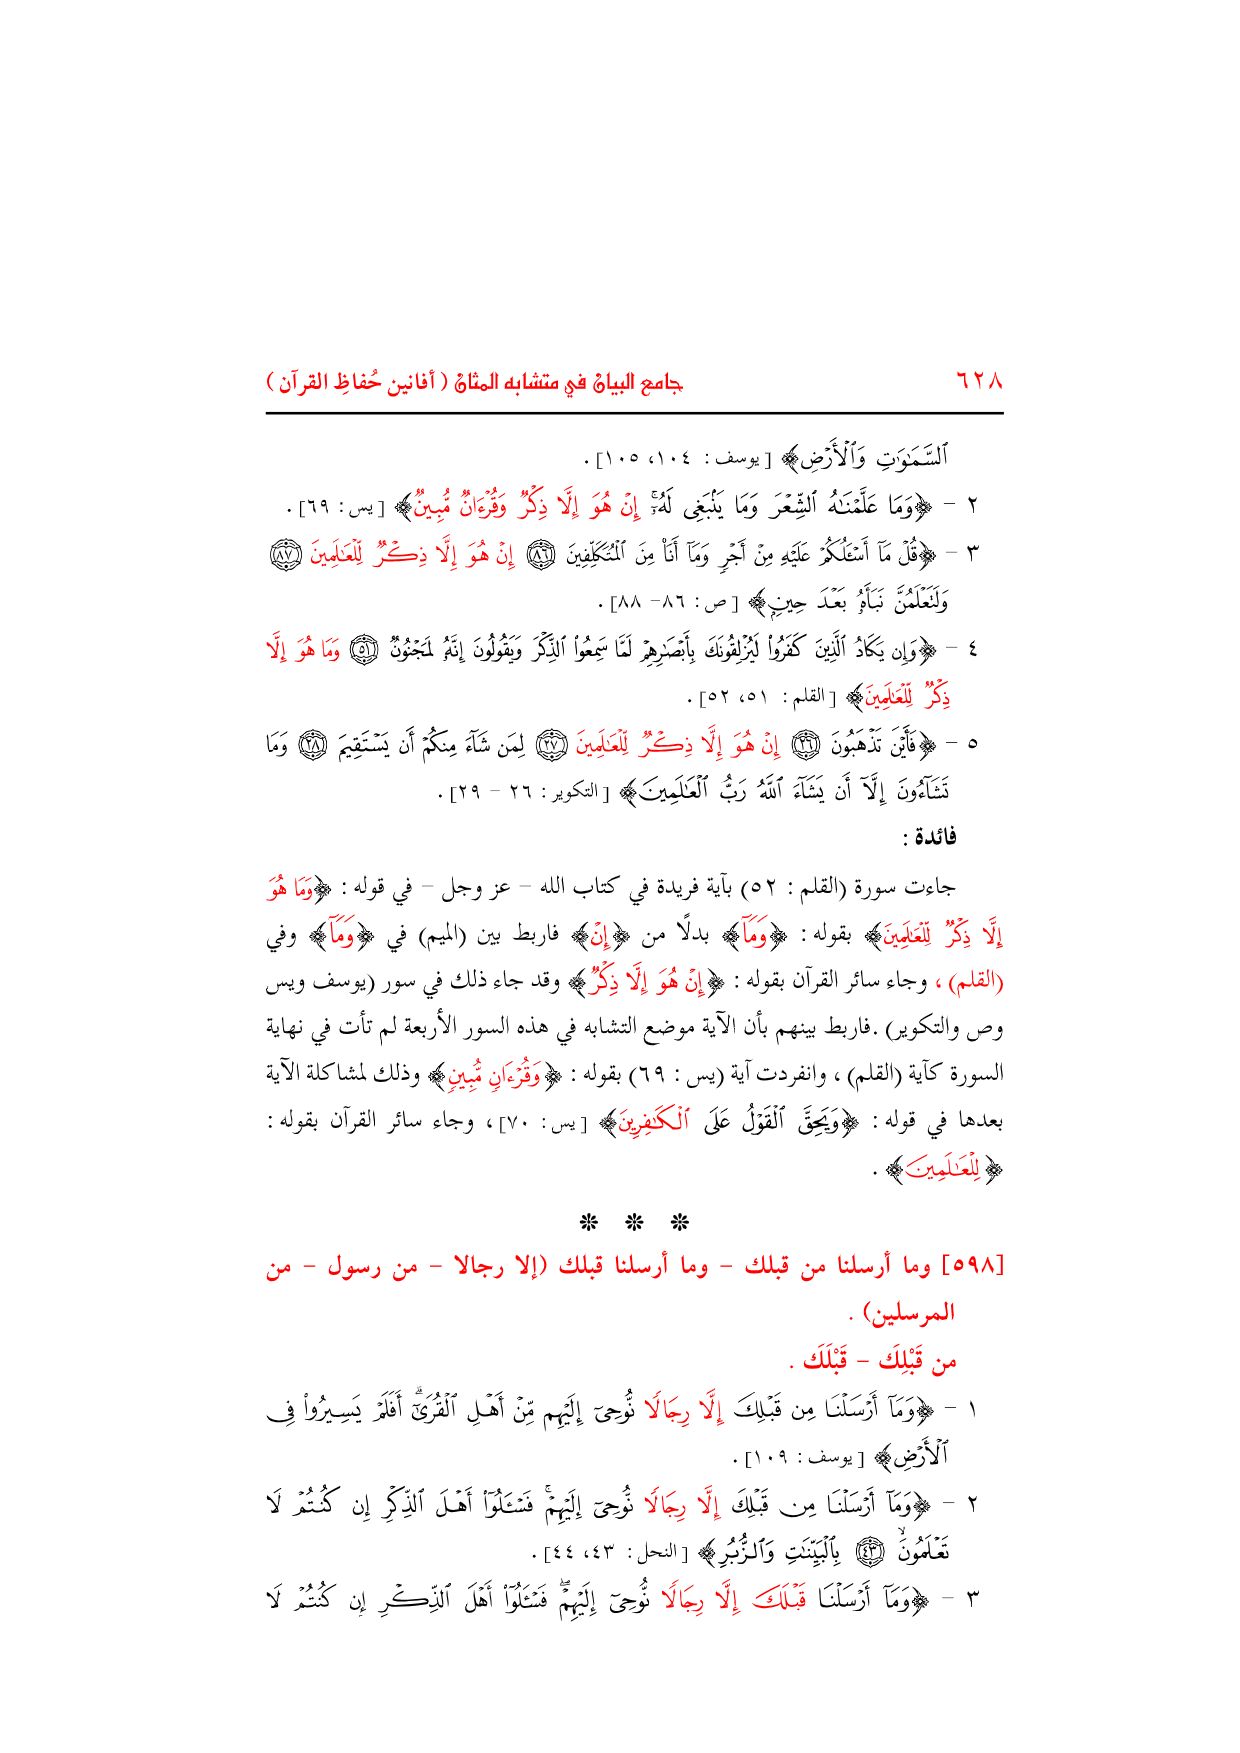 ٦٢٨ جامع البيان في متشابه المثان ( أفانين حُفاظِ القرآن )
ٱلسَّمَٰوَٰتِ وَٱلۡأَرۡضِ﴾ [يوسف: ١٠٤، ١٠٥].
٢ - ﴿وَمَا عَلَّمۡنَٰهُ ٱلشِّعۡرَ وَمَا يَنۢبَغِي لَهُۥٓۚ إِنۡ هُوَ إِلَّا ذِكۡرٞ وَقُرۡءَانٞ مُّبِينٞ﴾ [يس: ٦٩].
٣ - ﴿قُلۡ مَآ أَسۡـَٔلُكُمۡ عَلَيۡهِ مِنۡ أَجۡرٖ وَمَآ أَنَا۠ مِنَ ٱلۡمُتَكَلِّفِينَ ٨٦ إِنۡ هُوَ إِلَّا ذِكۡرٞ لِّلۡعَٰلَمِينَ ٨٧
وَلَتَعۡلَمُنَّ نَبَأَهُۥ بَعۡدَ حِينِۭ﴾ [ص: ٨٦- ٨٨].
٤ - ﴿وَإِن يَكَادُ ٱلَّذِينَ كَفَرُواْ لَيُزۡلِقُونَكَ بِأَبۡصَٰرِهِمۡ لَمَّا سَمِعُواْ ٱلذِّكۡرَ وَيَقُولُونَ إِنَّهُۥ لَمَجۡنُونٞ ٥١ وَمَا هُوَ إِلَّا
ذِكۡرٞ لِّلۡعَٰلَمِينَ﴾ [القلم: ٥١، ٥٢].
٥ - ﴿فَأَيۡنَ تَذۡهَبُونَ ٢٦ إِنۡ هُوَ إِلَّا ذِكۡرٞ لِّلۡعَٰلَمِينَ ٢٧ لِمَن شَآءَ مِنكُمۡ أَن يَسۡتَقِيمَ ٢٨ وَمَا
تَشَآءُونَ إِلَّآ أَن يَشَآءَ ٱللَّهُ رَبُّ ٱلۡعَٰلَمِينَ﴾ [التكوير: ٢٦ - ٢٩].
فائدة :
جاءت سورة (القلم: ٥٢) بآية فريدة في كتاب الله - عز وجل - في قوله: ﴿وَمَا هُوَ
إِلَّا ذِكۡرٞ لِّلۡعَٰلَمِينَ﴾ بقوله: ﴿وَمَآ﴾ بدلًا من ﴿إِنۡ﴾ فاربط بين (الميم) في ﴿وَمَآ﴾ وفي
(القلم)، وجاء سائر القرآن بقوله: ﴿إِنۡ هُوَ إِلَّا ذِكۡرٞ﴾ وقد جاء ذلك في سور (يوسف ويس
وص والتكوير) .فاربط بينهم بأن الآية موضع التشابه في هذه السور الأربعة لم تأت في نهاية
السورة كآية (القلم)، وانفردت آية (يس: ٦٩) بقوله: ﴿وَقُرۡءَانٖ مُّبِينٖ﴾ وذلك لمشاكلة الآية
بعدها في قوله: ﴿وَيَحِقَّ ٱلۡقَوۡلُ عَلَى ٱلۡكَٰفِرِينَ﴾ [يس: ٧٠]، وجاء سائر القرآن بقوله:
﴿لِلۡعَٰلَمِينَ﴾ .
* * *
[٥٩٨] وما أرسلنا من قبلك - وما أرسلنا قبلك (إلا رجالا - من رسول - من
المرسلين) .
من قَبْلِكَ - قَبْلَكَ .
١ - ﴿وَمَآ أَرۡسَلۡنَا مِن قَبۡلِكَ إِلَّا رِجَالٗا نُّوحِيٓ إِلَيۡهِم مِّنۡ أَهۡلِ ٱلۡقُرَىٰٓۗ أَفَلَمۡ يَسِيرُواْ فِي
ٱلۡأَرۡضِ﴾ [يوسف: ١٠٩].
٢ - ﴿وَمَآ أَرۡسَلۡنَا مِن قَبۡلِكَ إِلَّا رِجَالٗا نُّوحِيٓ إِلَيۡهِمۡۚ فَسۡـَٔلُوٓاْ أَهۡلَ ٱلذِّكۡرِ إِن كُنتُمۡ لَا
تَعۡلَمُونَۙ ٤٣ بِٱلۡبَيِّنَٰتِ وَٱلزُّبُرِ﴾ [النحل: ٤٣، ٤٤].
٣ - ﴿وَمَآ أَرۡسَلۡنَا قَبۡلَكَ إِلَّا رِجَالٗا نُّوحِيٓ إِلَيۡهِمۡۖ فَسۡـَٔلُوٓاْ أَهۡلَ ٱلذِّكۡرِ إِن كُنتُمۡ لَا